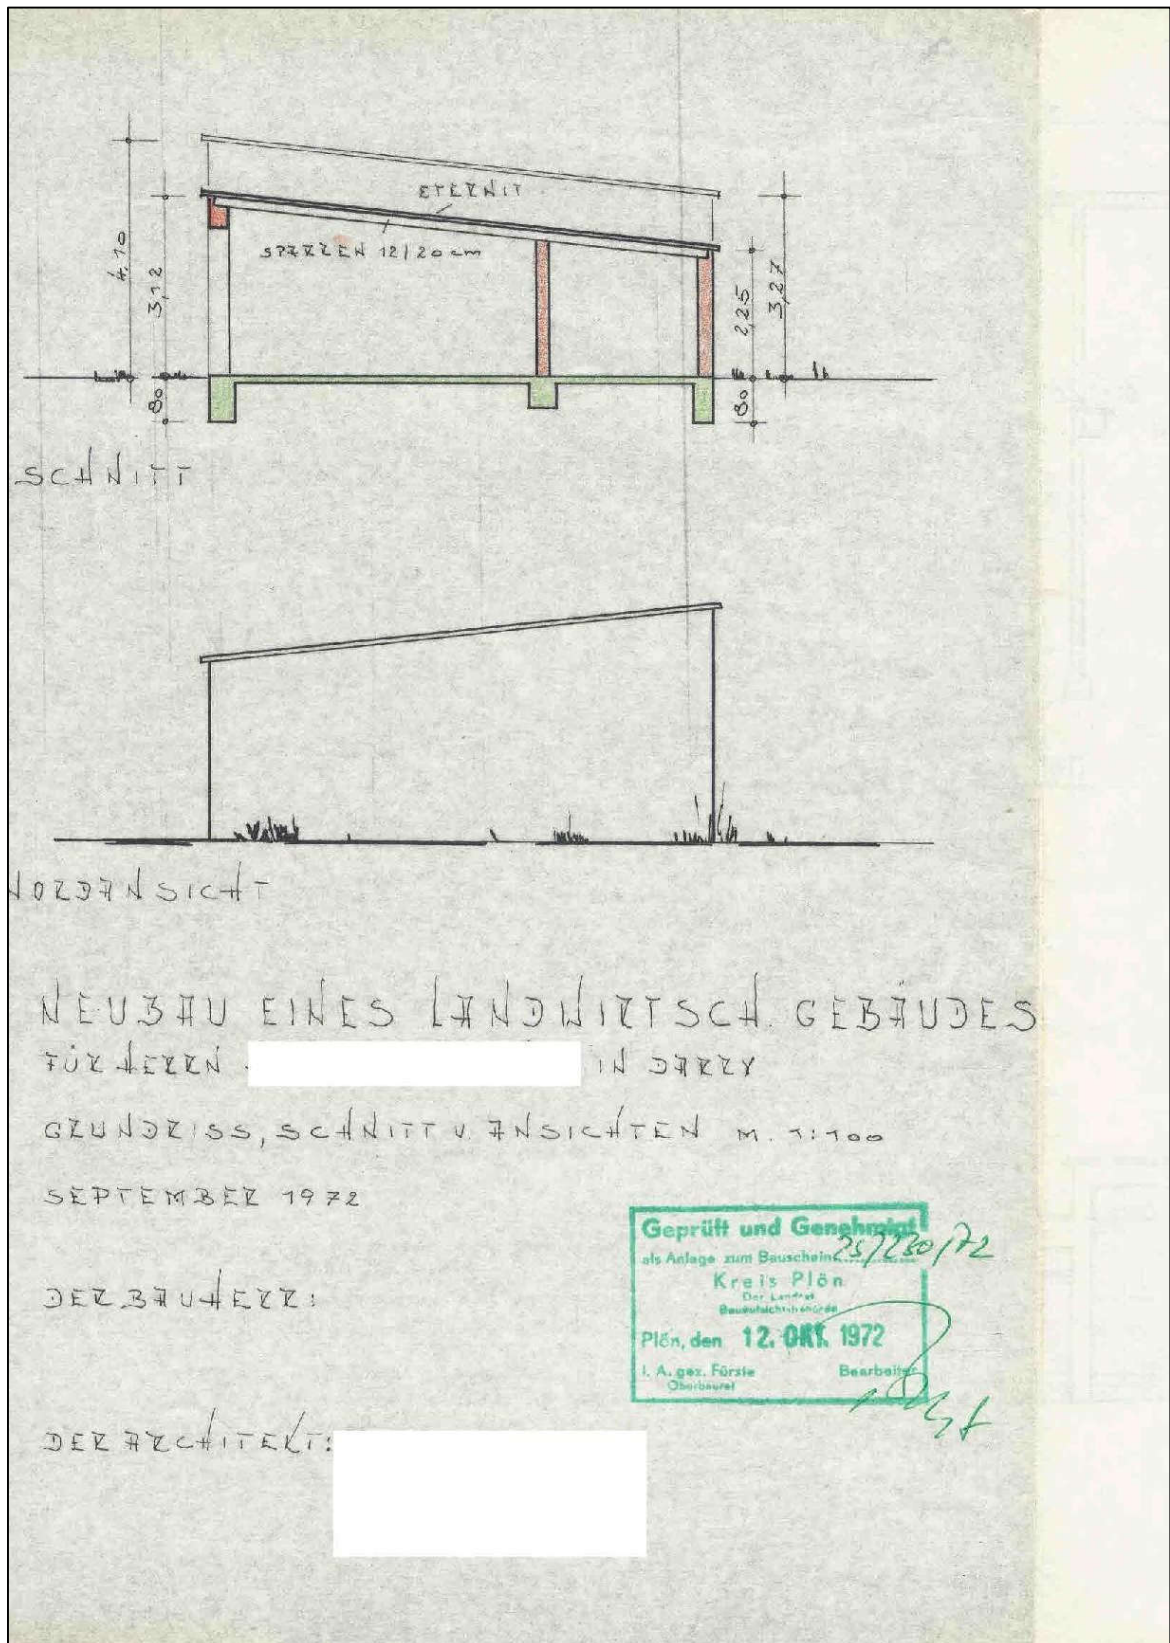 ETERNIT
SPARREN 12/20 cm
4,10
3,12
80
2,25
3,27
80
SCHNITT
NORDANSICHT
NEUBAU EINES LANDWIRTSCH. GEBÄUDES
FÜR HERRN IN DARRY
GRUNDRISS, SCHNITT U. ANSICHTEN M. 1:100
SEPTEMBER 1972
Geprüft und Genehmigt
als Anlage zum Bauschein 25/230/72
Kreis Plön
Der Landrat
Bauaufsichtsbehörde
Plön, den 12. OKT. 1972
I. A. gez. Fürste Bearbeiter
Oberbaurat
DER BAUHERR:
DER ARCHITEKT: